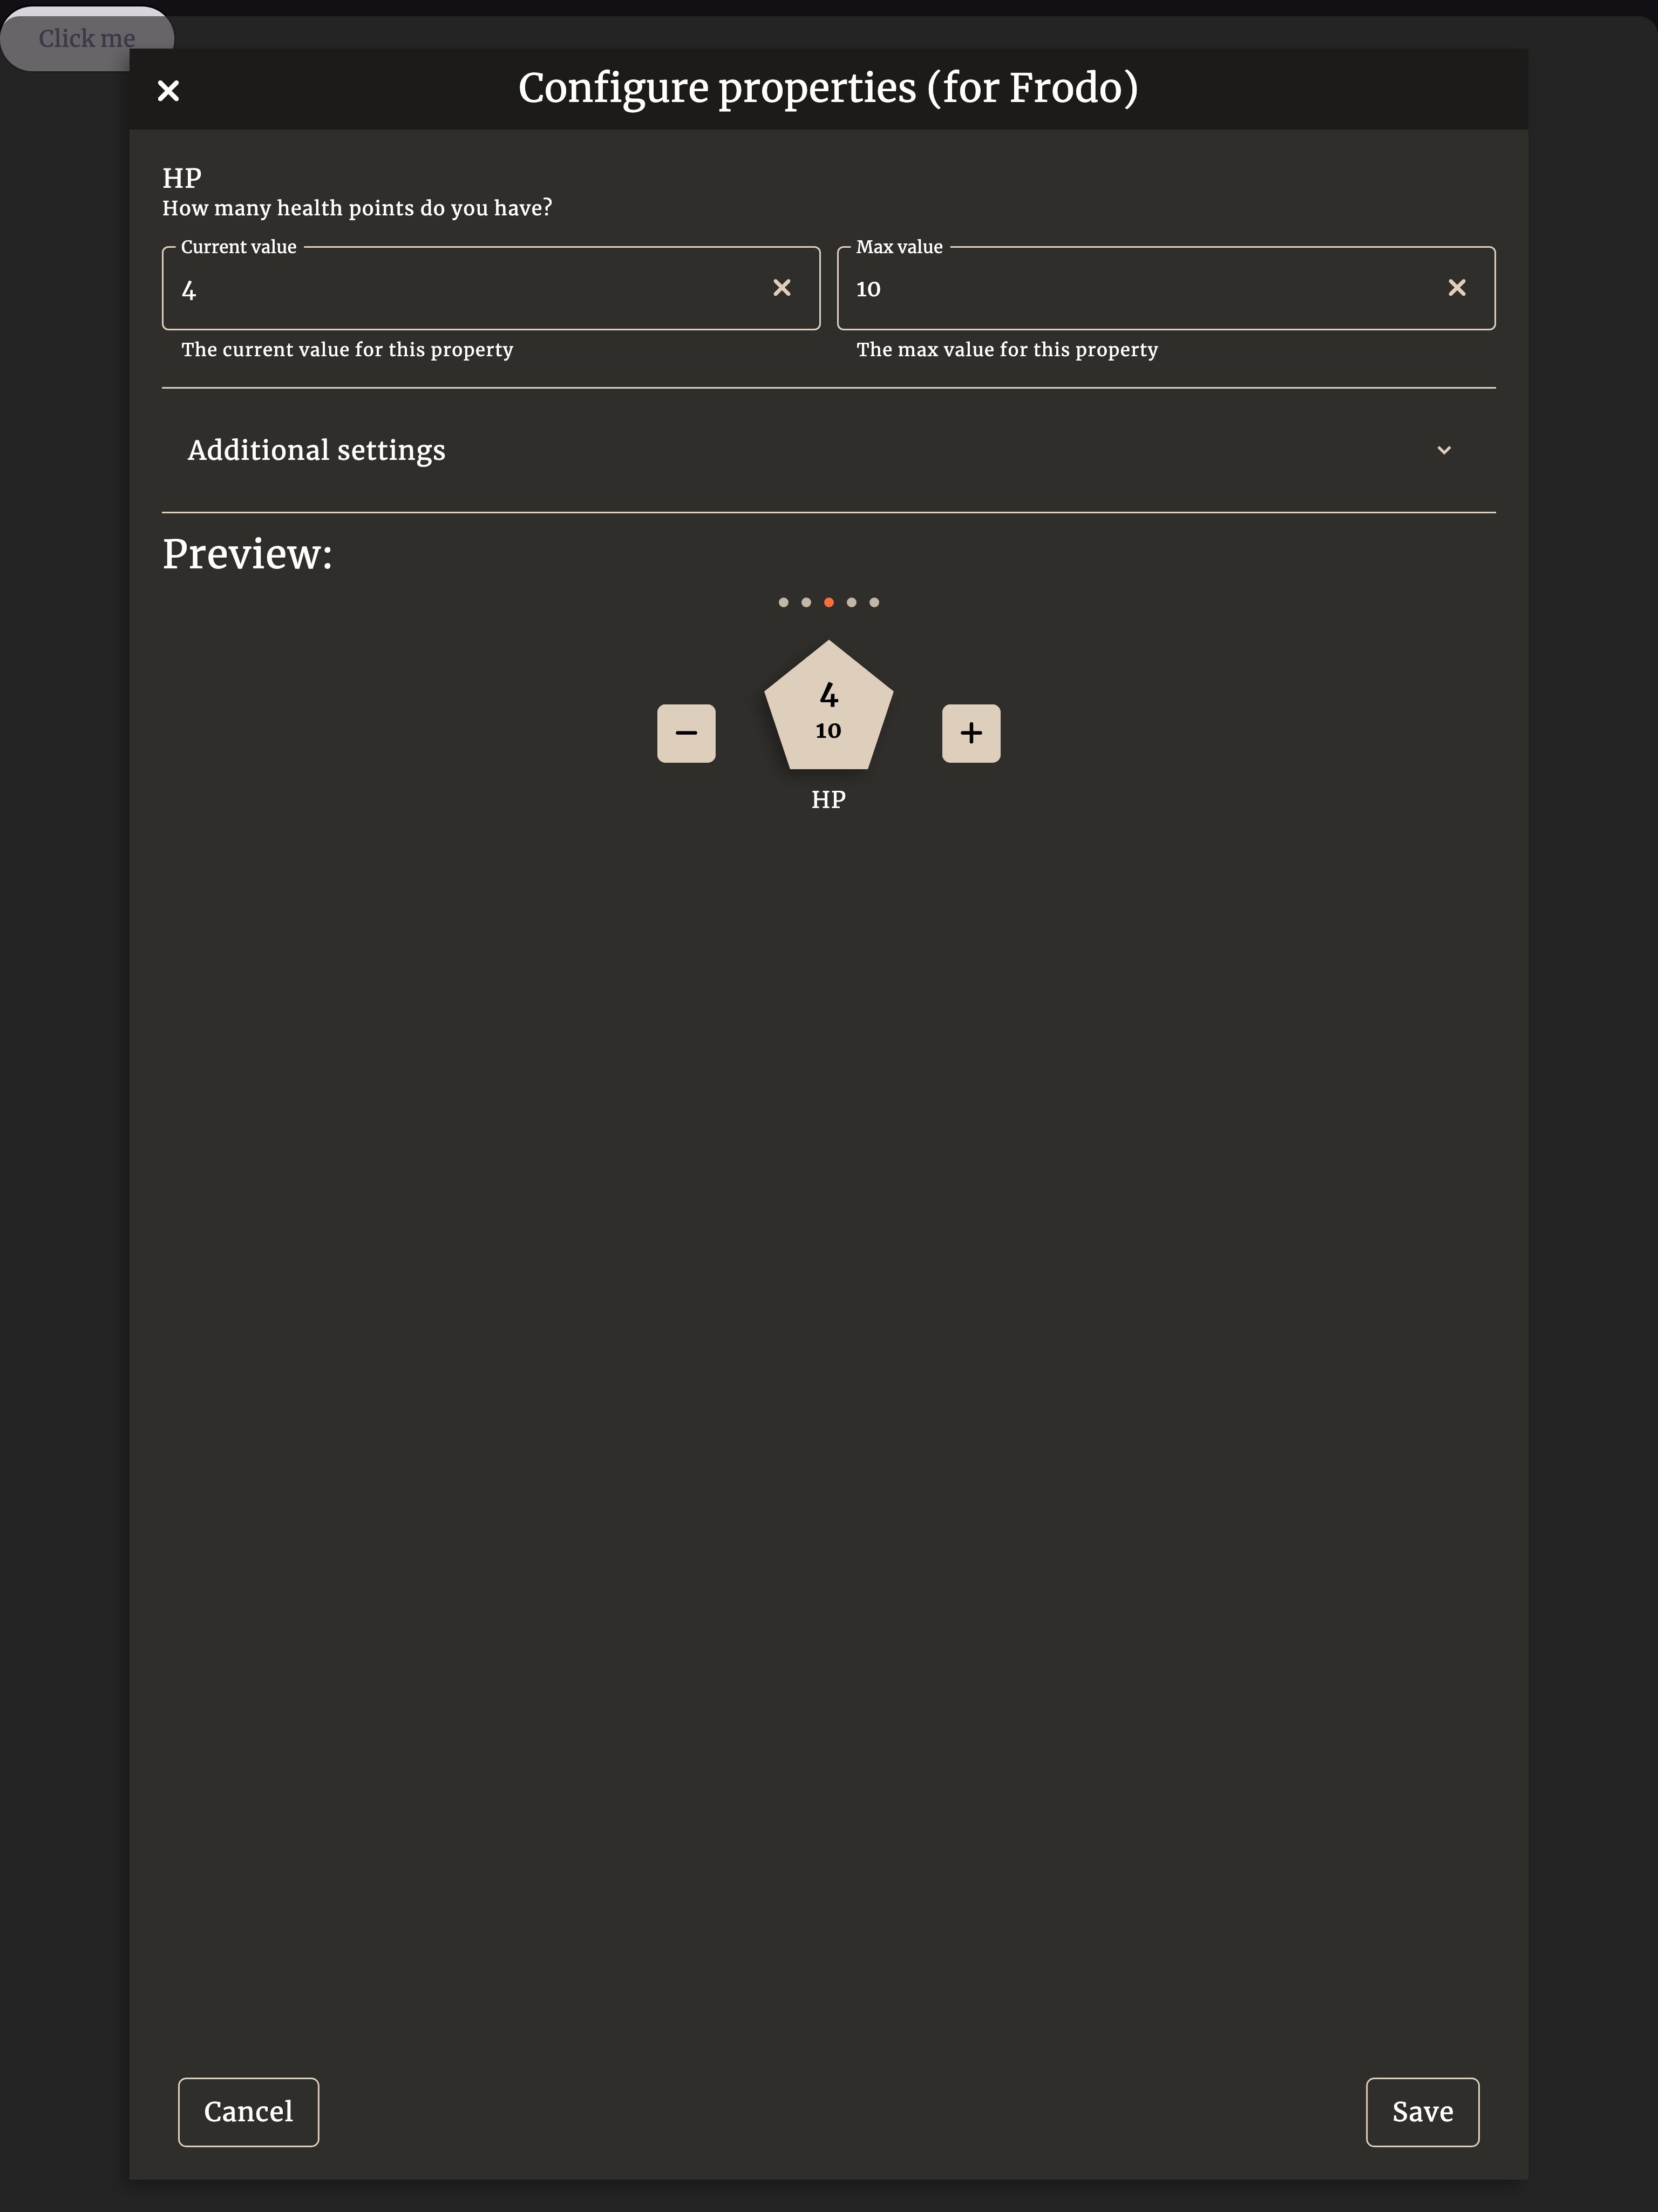 Click me
Configure properties (for Frodo)
HP
How many health points do you have?
Current value
4
The current value for this property
Max value
10
The max value for this property
Additional settings
Preview:
4
10
HP
Cancel
Save